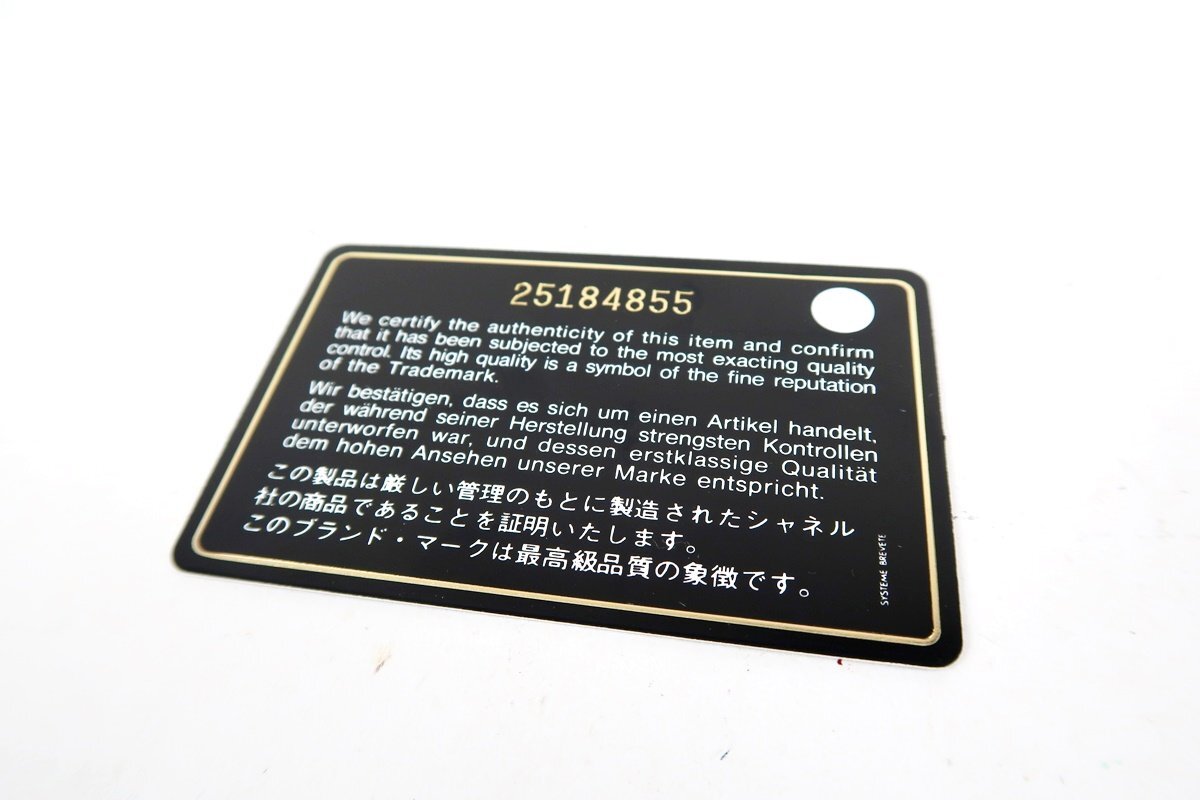 25184855
We certify the authenticity of this item and confirm
that it has been subjected to the most exacting quality
control. Its high quality is a symbol of the fine reputation
of the Trademark.
Wir bestätigen, dass es sich um einen Artikel handelt,
der während seiner Herstellung strengsten Kontrollen
unterworfen war, und dessen erstklassige Qualität
dem hohen Ansehen unserer Marke entspricht.
この製品は厳しい管理のもとに製造されたシャネル
社の商品であることを証明いたします。
このブランド・マークは最高級品質の象徴です。
SYSTEME BREVETE